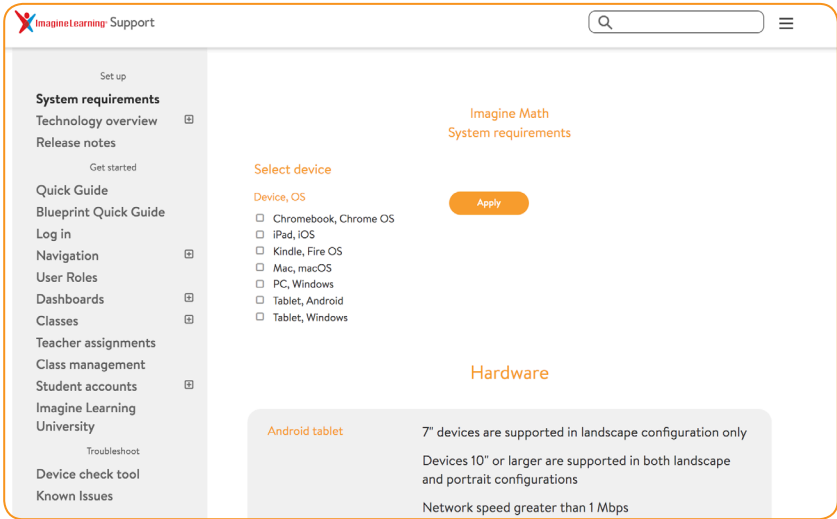 ImagineLearning Support
Set up
System requirements
Technology overview
Release notes
Get started
Quick Guide
Blueprint Quick Guide
Log in
Navigation
User Roles
Dashboards
Classes
Teacher assignments
Class management
Student accounts
Imagine Learning
University
Troubleshoot
Device check tool
Known Issues
Imagine Math
System requirements
Select device
Device, OS
Apply
Chromebook, Chrome OS
iPad, iOS
Kindle, Fire OS
Mac, macOS
PC, Windows
Tablet, Android
Tablet, Windows
Hardware
Android tablet
7" devices are supported in landscape configuration only
Devices 10" or larger are supported in both landscape
and portrait configurations
Network speed greater than 1 Mbps